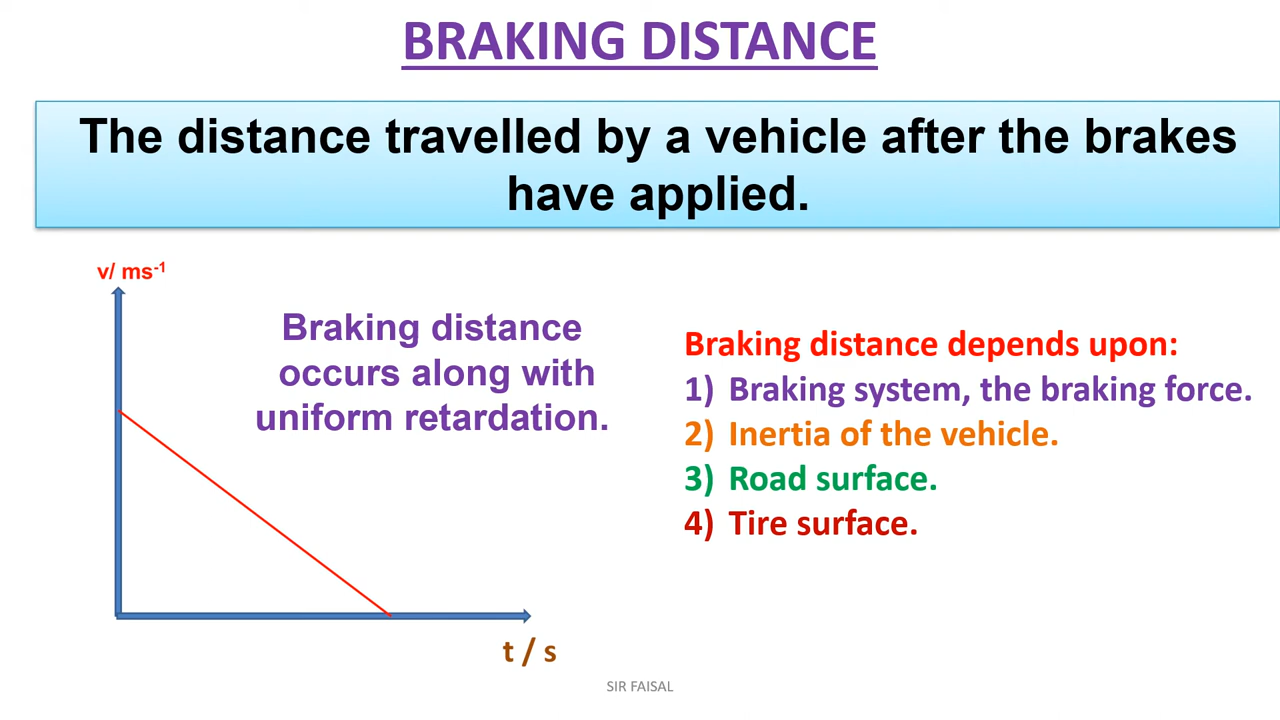 BRAKING DISTANCE
The distance travelled by a vehicle after the brakes
have applied.
v/ ms⁻¹
Braking distance
occurs along with
uniform retardation.
t / s
Braking distance depends upon:
1) Braking system, the braking force.
2) Inertia of the vehicle.
3) Road surface.
4) Tire surface.
SIR FAISAL